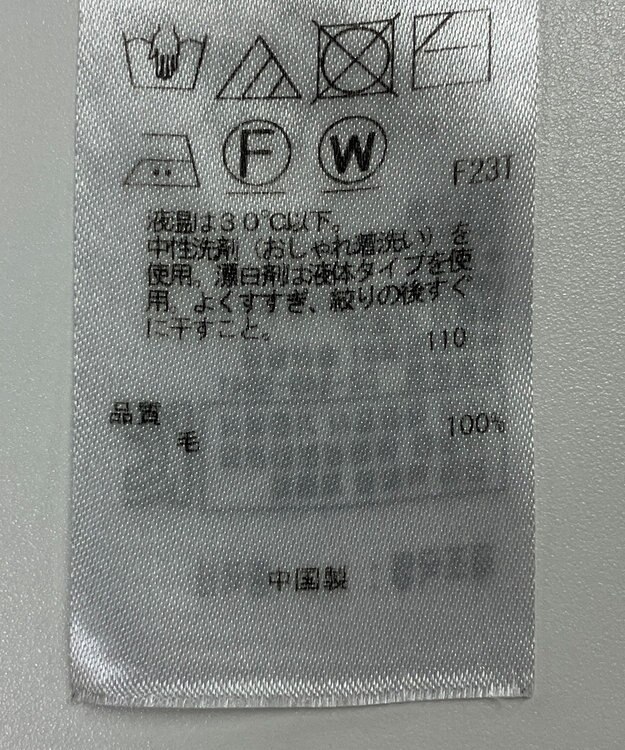 F W F231
液温は30℃以下。
中性洗剤（おしゃれ着洗い）を
使用。漂白剤は液体タイプを使
用。よくすすぎ、絞りの後すぐ
に干すこと。
110
品質
毛 100%
中国製